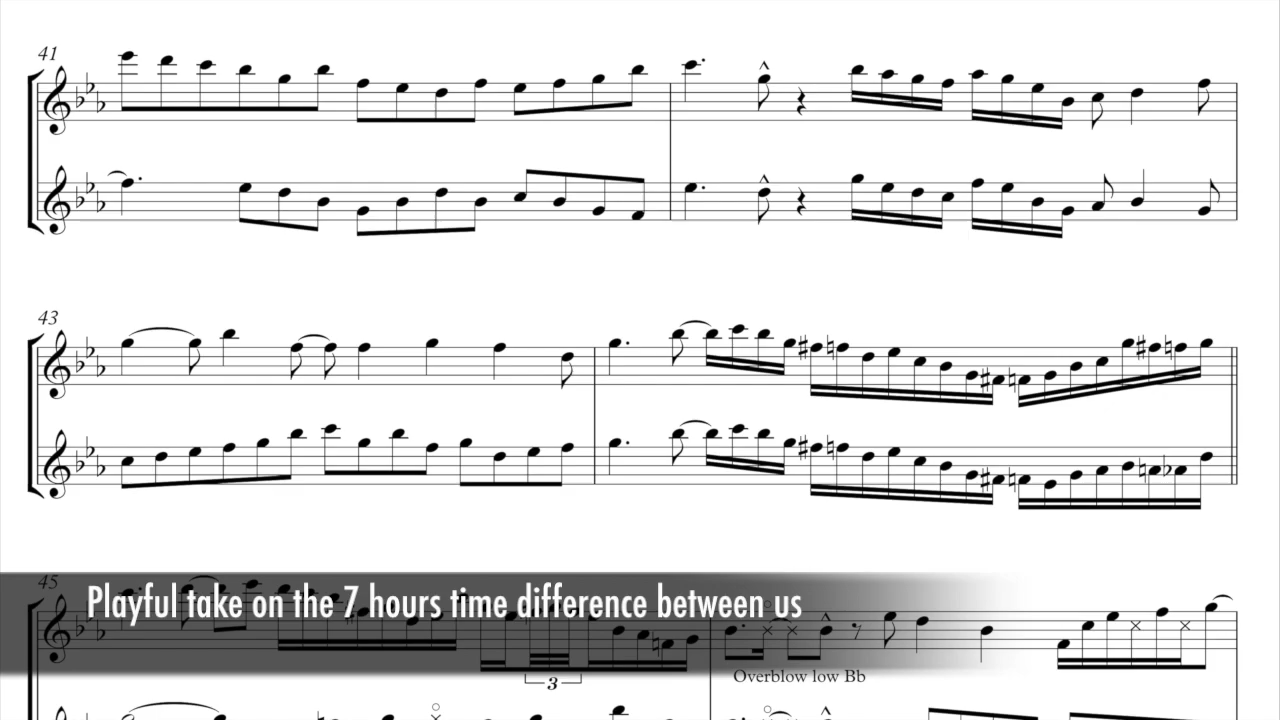 41
43
45
Playful take on the 7 hours time difference between us
3
Overblow low Bb